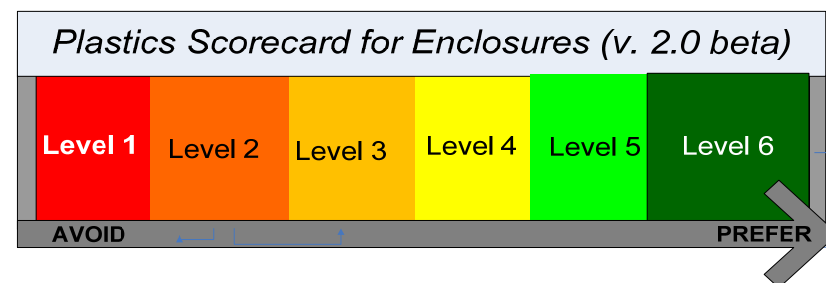 Plastics Scorecard for Enclosures (v. 2.0 beta)
Level 1 Level 2 Level 3 Level 4 Level 5 Level 6
AVOID PREFER